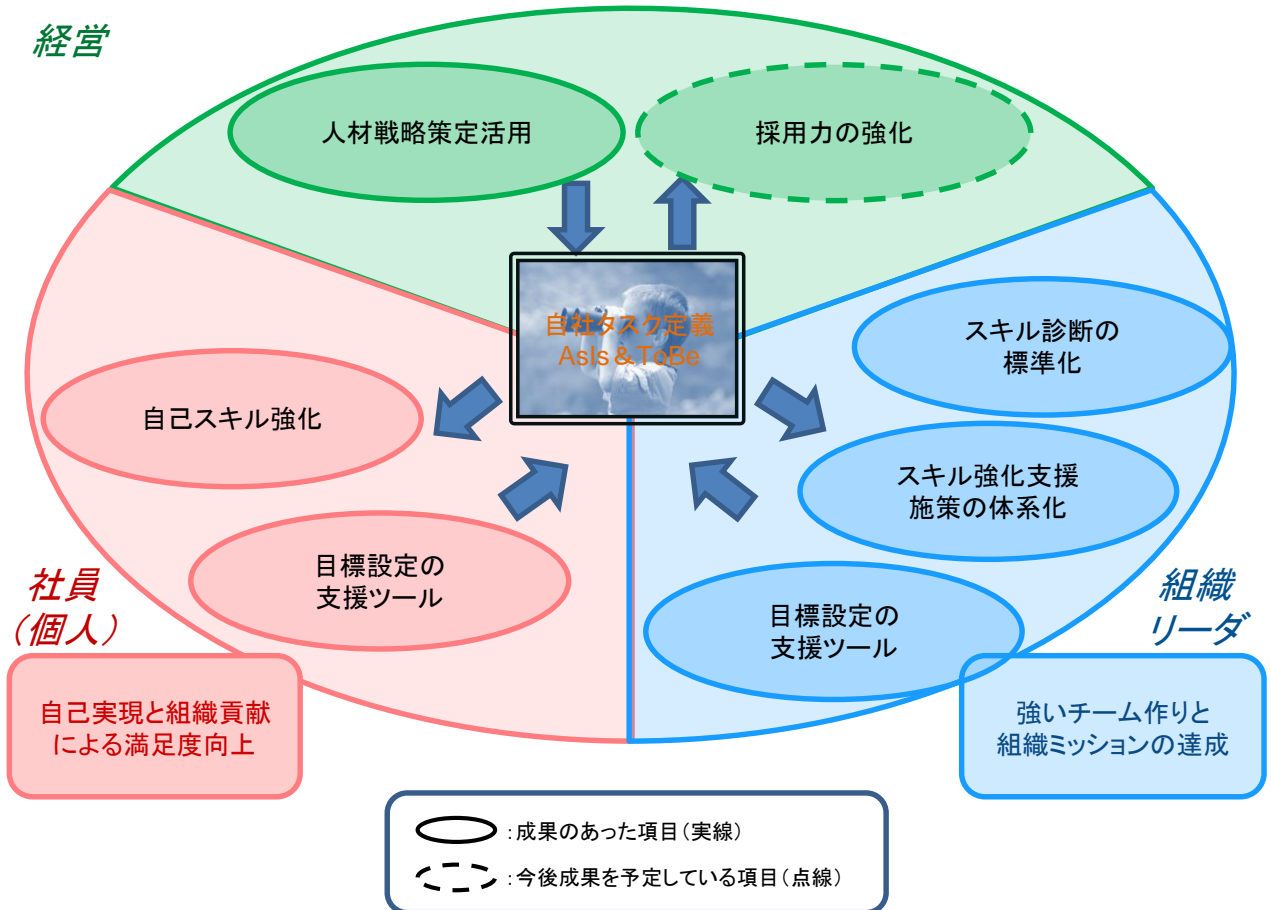 経営
人材戦略策定活用
採用力の強化
自社タスク定義
AsIs＆ToBe
スキル診断の
標準化
自己スキル強化
スキル強化支援
施策の体系化
目標設定の
支援ツール
目標設定の
支援ツール
社員
（個人）
組織
リーダ
自己実現と組織貢献
による満足度向上
強いチーム作りと
組織ミッションの達成
：成果のあった項目（実線）
：今後成果を予定している項目（点線）